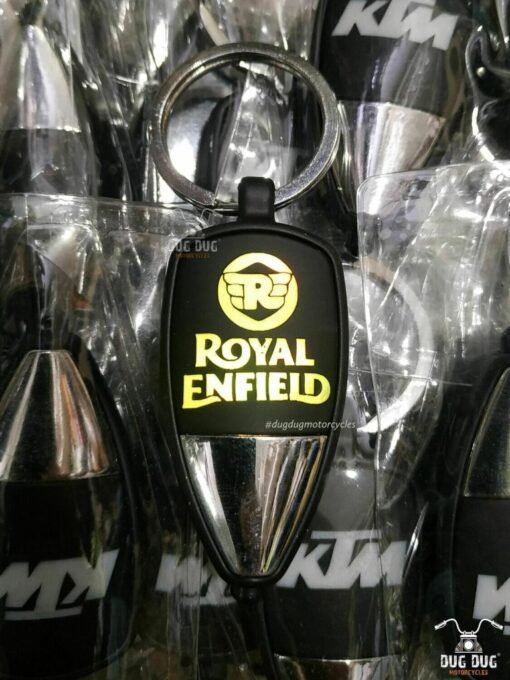 KTM
DUG DUG
MOTORCYCLES
R
ROYAL
ENFIELD
#dugdugmotorcycles
KTM
KTM
DUG DUG
MOTORCYCLES